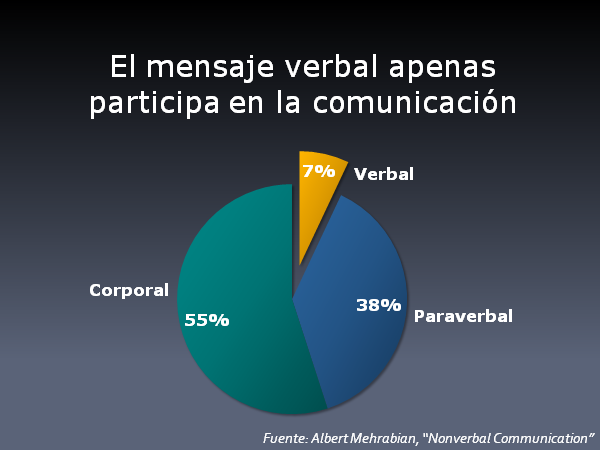 El mensaje verbal apenas
participa en la comunicación
7%
Verbal
Corporal
55%
38%
Paraverbal
Fuente: Albert Mehrabian, “Nonverbal Communication”